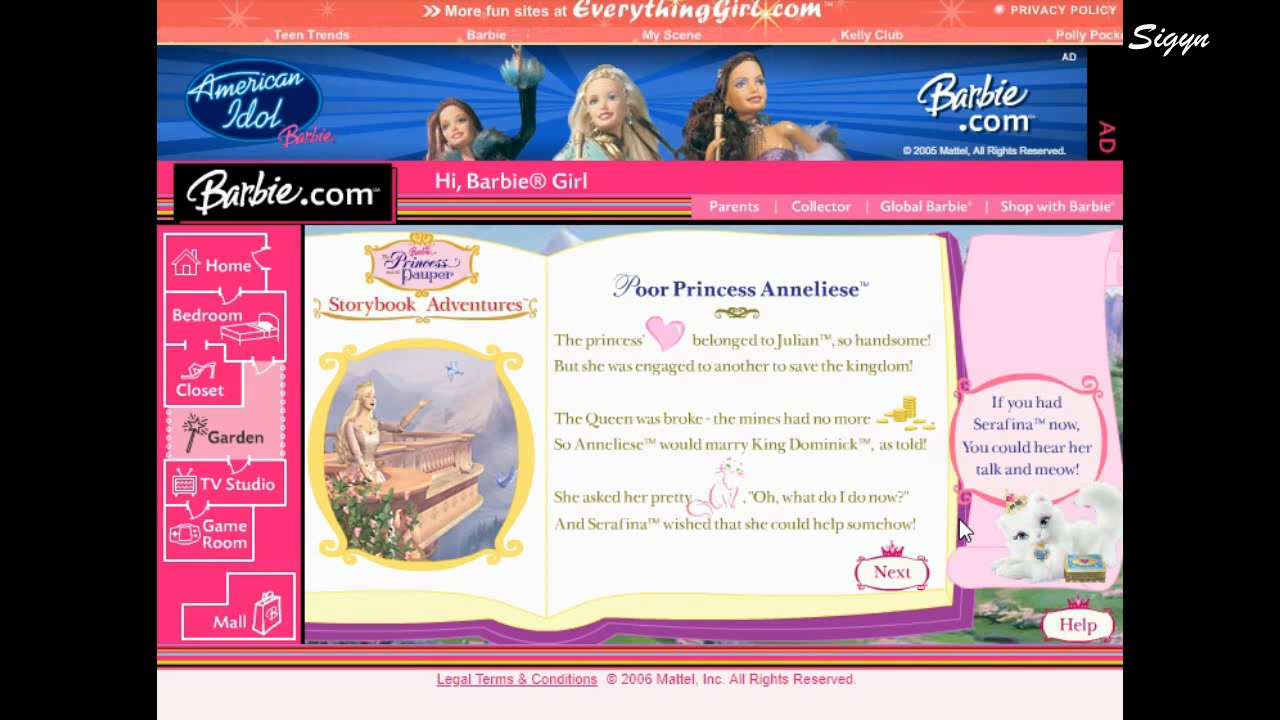 More fun sites at EverythingGirl.com™
PRIVACY POLICY
Teen Trends
Barbie
My Scene
Kelly Club
Polly Pocke
Sigyn
AD
AMERICAN
Idol
Barbie
Barbie
.com
© 2005 Mattel, All Rights Reserved.
AD
Barbie.com
Hi, Barbie® Girl
Parents | Collector | Global Barbie® | Shop with Barbie®
Home
Bedroom
Closet
Garden
TV Studio
Game
Room
Mall
Barbie
Princess
Pauper
Storybook Adventures™
Poor Princess Anneliese™
The princess' belonged to Julian™, so handsome!
But she was engaged to another to save the kingdom!
The Queen was broke - the mines had no more .
So Anneliese™ would marry King Dominick™, as told!
She asked her pretty , "Oh, what do I do now?"
And Serafina™ wished that she could help somehow!
Next
If you had
Serafina™ now,
You could hear her
talk and meow!
Help
Legal Terms & Conditions © 2006 Mattel, Inc. All Rights Reserved.